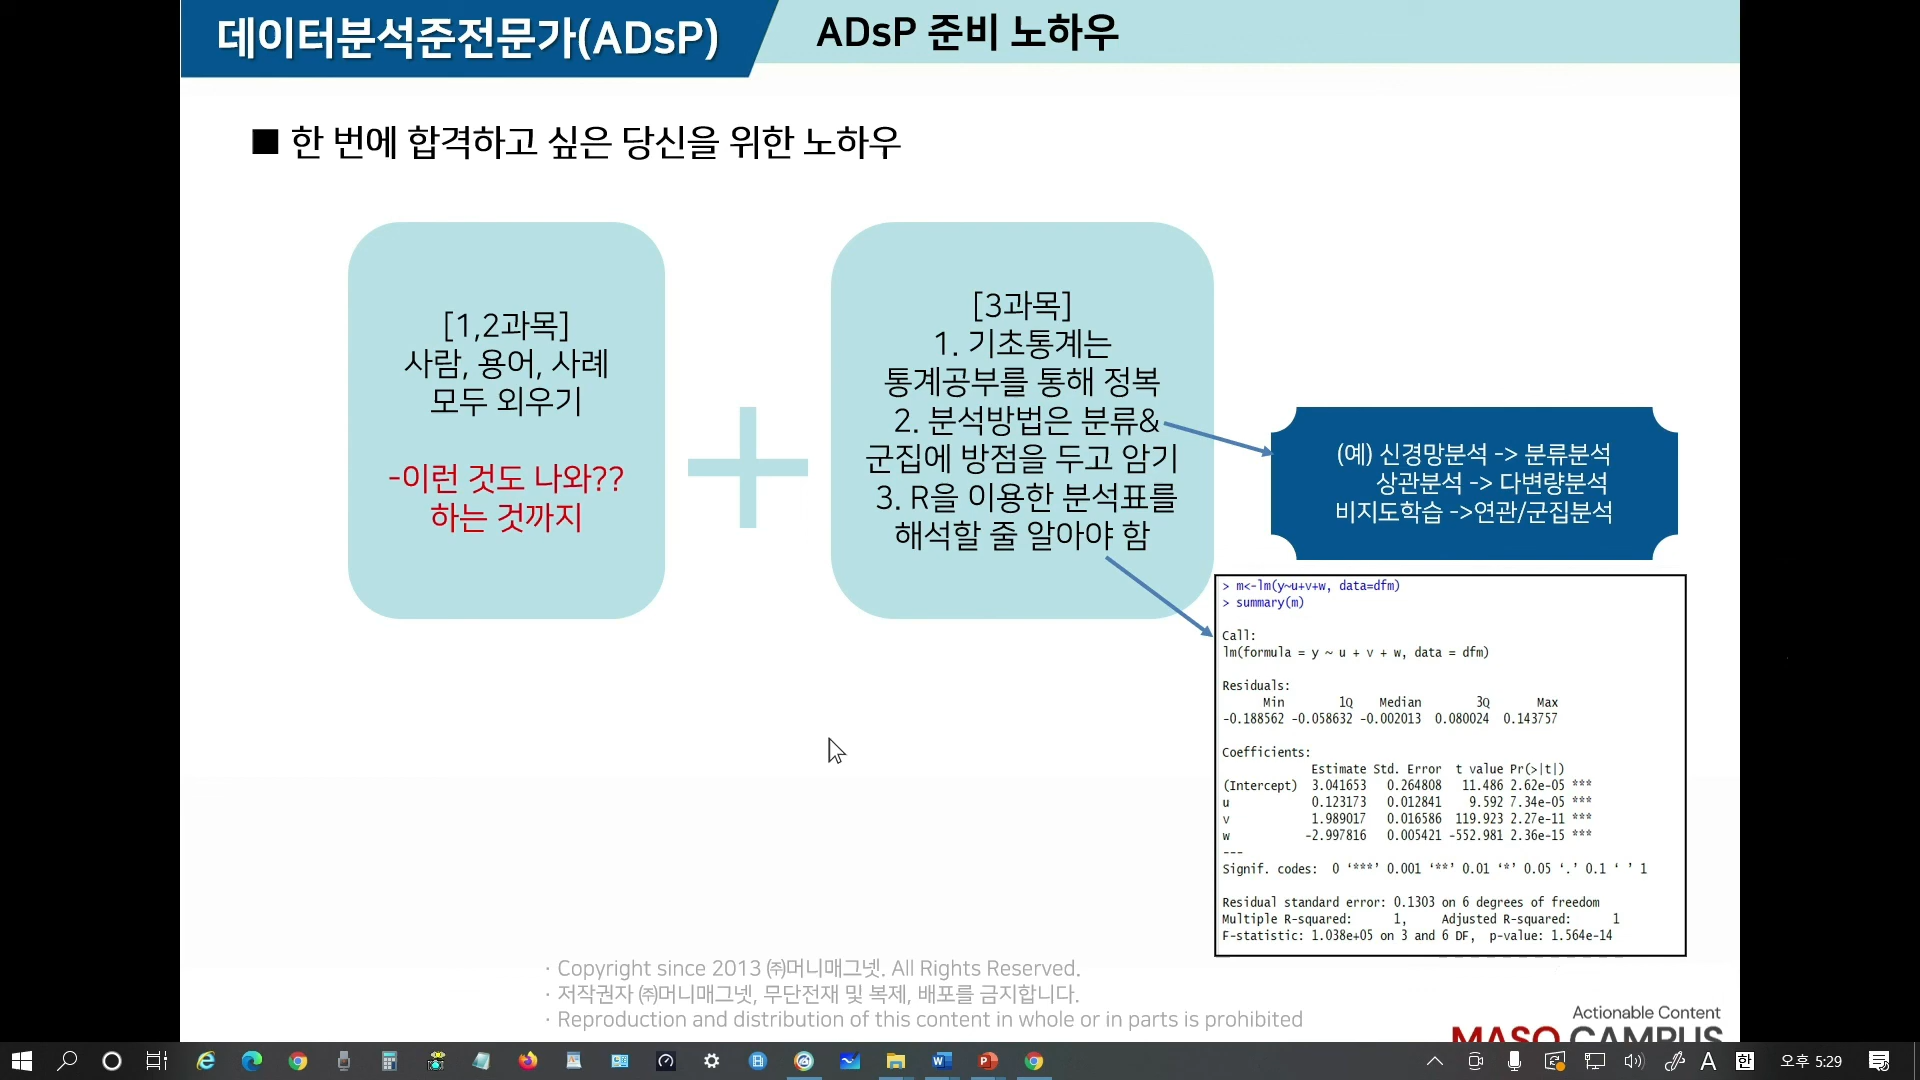 데이터분석준전문가(ADsP)
ADsP 준비 노하우
■ 한 번에 합격하고 싶은 당신을 위한 노하우
[1,2과목]
사람, 용어, 사례
모두 외우기
-이런 것도 나와??
하는 것까지
[3과목]
1. 기초통계는
통계공부를 통해 정복
2. 분석방법은 분류&
군집에 방점을 두고 암기
3. R을 이용한 분석표를
해석할 줄 알아야 함
(예) 신경망분석 -> 분류분석
상관분석 -> 다변량분석
비지도학습 ->연관/군집분석
> m<-lm(y~u+v+w, data=dfm)
> summary(m)
Call:
lm(formula = y ~ u + v + w, data = dfm)
Residuals:
Min 1Q Median 3Q Max
-0.188562 -0.058632 -0.002013 0.080024 0.143757
Coefficients:
Estimate Std. Error t value Pr(>|t|)
(Intercept) 3.041653 0.264808 11.486 2.62e-05 ***
u 0.123173 0.012841 9.592 7.34e-05 ***
v 1.989017 0.016586 119.923 2.27e-11 ***
w -2.997816 0.005421 -552.981 2.36e-15 ***
---
Signif. codes: 0 ‘***’ 0.001 ‘**’ 0.01 ‘*’ 0.05 ‘.’ 0.1 ‘ ’ 1
Residual standard error: 0.1303 on 6 degrees of freedom
Multiple R-squared: 1, Adjusted R-squared: 1
F-statistic: 1.038e+05 on 3 and 6 DF, p-value: 1.564e-14
· Copyright since 2013 ㈜머니매그넷. All Rights Reserved.
· 저작권자 ㈜머니매그넷, 무단전재 및 복제, 배포를 금지합니다.
· Reproduction and distribution of this content in whole or in parts is prohibited
Actionable Content
MASO CAMPUS
A 한 오후 5:29